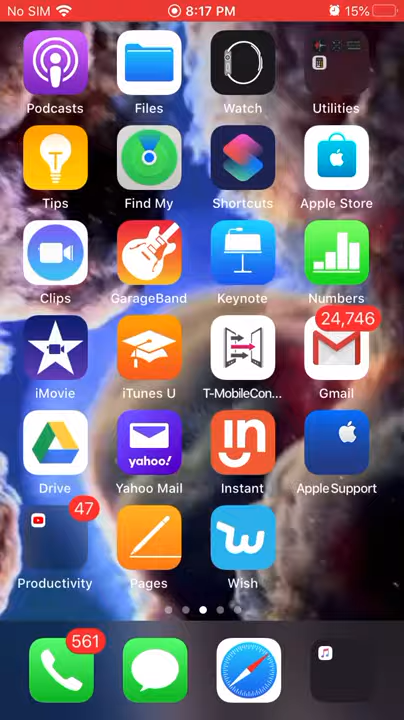 No SIM 8:17 PM 15%
Podcasts Files Watch Utilities
Tips Find My Shortcuts Apple Store
Clips GarageBand Keynote Numbers
24,746
iMovie iTunes U T-MobileCon... Gmail
yahoo! in
Drive Yahoo Mail Instant Apple Support
47
Productivity Pages Wish
561